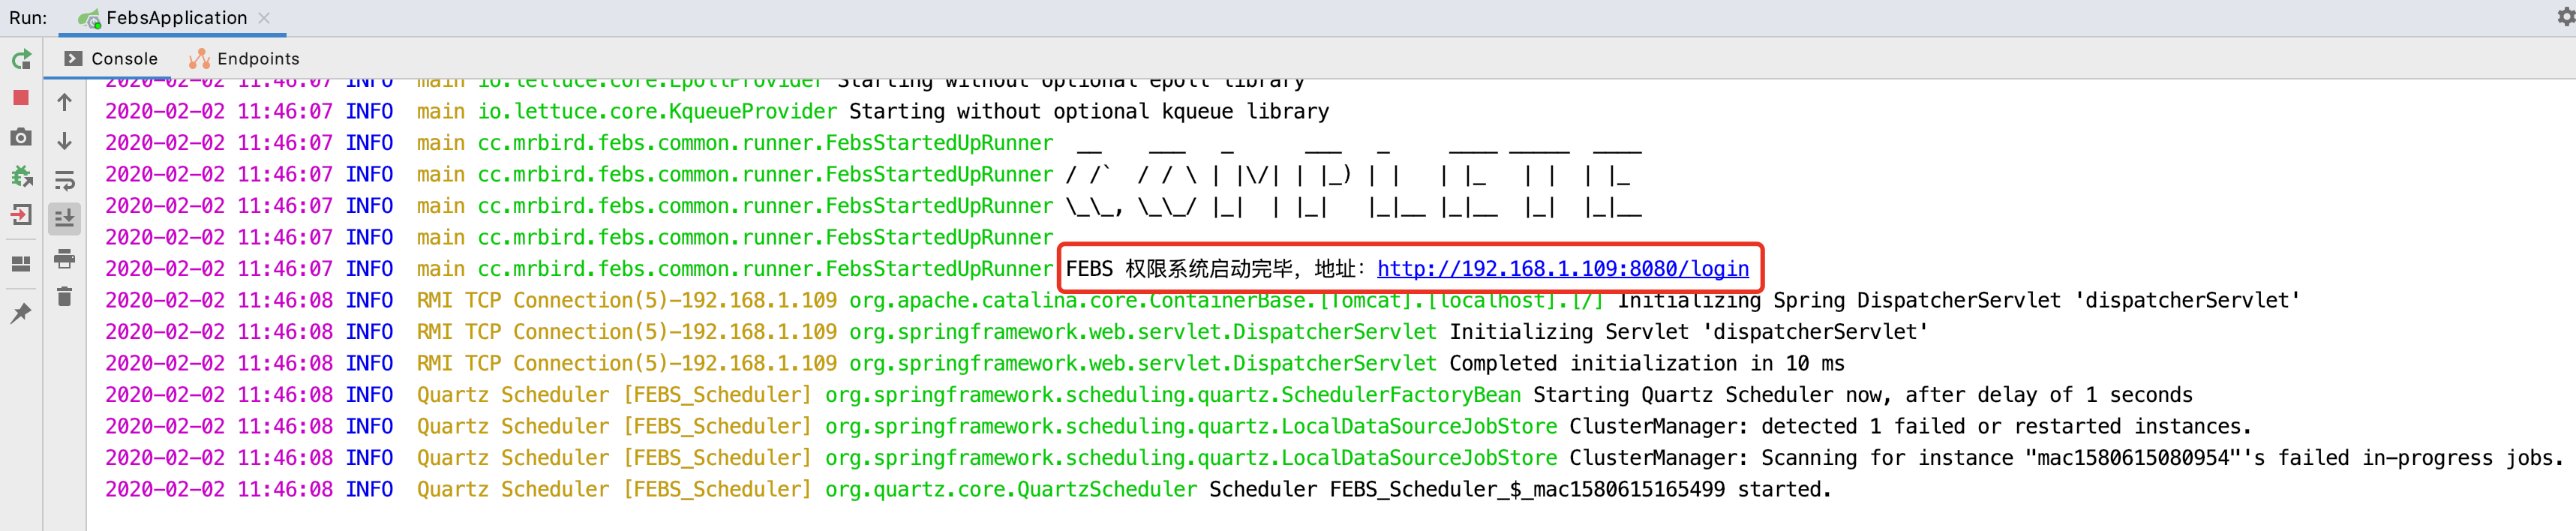 Run: FebsApplication
Console Endpoints
2020-02-02 11:46:07 INFO main io.lettuce.core.EpollProvider Starting without optional epoll library
2020-02-02 11:46:07 INFO main io.lettuce.core.KqueueProvider Starting without optional kqueue library
2020-02-02 11:46:07 INFO main cc.mrbird.febs.common.runner.FebsStartedUpRunner  __    ___   _      ___   _     ____ _____  ____
2020-02-02 11:46:07 INFO main cc.mrbird.febs.common.runner.FebsStartedUpRunner / /`  / / \ | |\/| | |_) | |   | |_   | |  | |_
2020-02-02 11:46:07 INFO main cc.mrbird.febs.common.runner.FebsStartedUpRunner \_\_, \_\_/ |_|  | |_|   |_|__ |_|__  |_|  |_|__
2020-02-02 11:46:07 INFO main cc.mrbird.febs.common.runner.FebsStartedUpRunner
2020-02-02 11:46:07 INFO main cc.mrbird.febs.common.runner.FebsStartedUpRunner FEBS 权限系统启动完毕，地址：http://192.168.1.109:8080/login
2020-02-02 11:46:08 INFO RMI TCP Connection(5)-192.168.1.109 org.apache.catalina.core.ContainerBase.[Tomcat].[localhost].[/] Initializing Spring DispatcherServlet 'dispatcherServlet'
2020-02-02 11:46:08 INFO RMI TCP Connection(5)-192.168.1.109 org.springframework.web.servlet.DispatcherServlet Initializing Servlet 'dispatcherServlet'
2020-02-02 11:46:08 INFO RMI TCP Connection(5)-192.168.1.109 org.springframework.web.servlet.DispatcherServlet Completed initialization in 10 ms
2020-02-02 11:46:08 INFO Quartz Scheduler [FEBS_Scheduler] org.springframework.scheduling.quartz.SchedulerFactoryBean Starting Quartz Scheduler now, after delay of 1 seconds
2020-02-02 11:46:08 INFO Quartz Scheduler [FEBS_Scheduler] org.springframework.scheduling.quartz.LocalDataSourceJobStore ClusterManager: detected 1 failed or restarted instances.
2020-02-02 11:46:08 INFO Quartz Scheduler [FEBS_Scheduler] org.springframework.scheduling.quartz.LocalDataSourceJobStore ClusterManager: Scanning for instance "mac1580615080954"'s failed in-progress jobs.
2020-02-02 11:46:08 INFO Quartz Scheduler [FEBS_Scheduler] org.quartz.core.QuartzScheduler Scheduler FEBS_Scheduler_$_mac1580615165499 started.